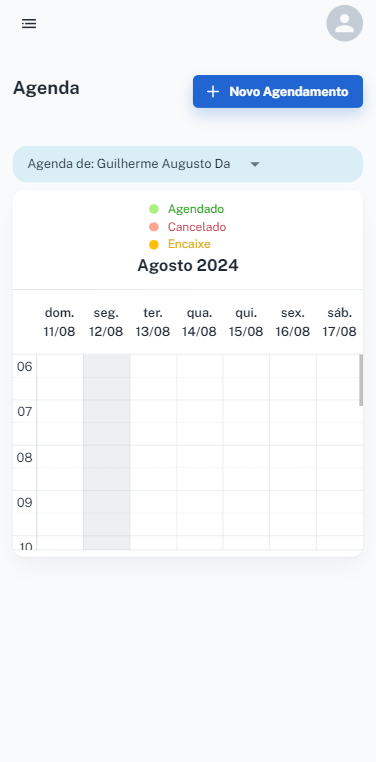 Agenda
Novo Agendamento
Agenda de: Guilherme Augusto Da
Agendado
Cancelado
Encaixe
Agosto 2024
dom. seg. ter. qua. qui. sex. sáb.
11/08 12/08 13/08 14/08 15/08 16/08 17/08
06
07
08
09
10